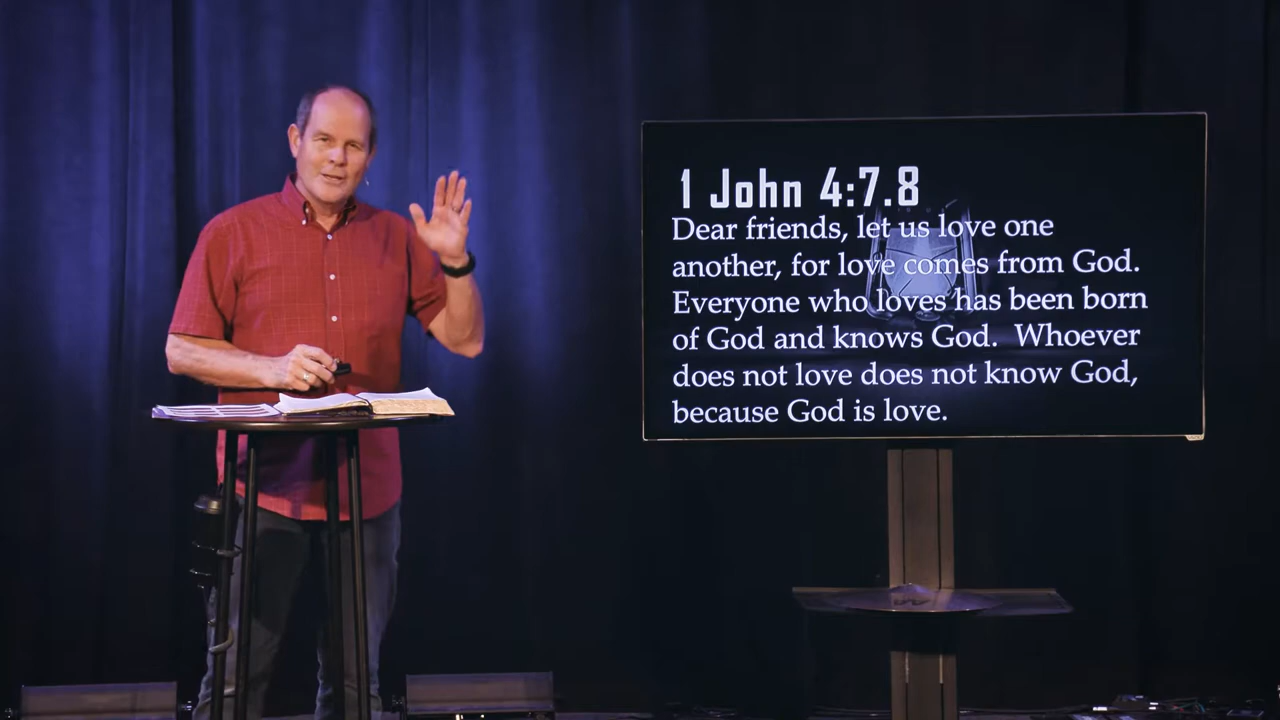 1 John 4:7.8
Dear friends, let us love one
another, for love comes from God.
Everyone who loves has been born
of God and knows God.  Whoever
does not love does not know God,
because God is love.